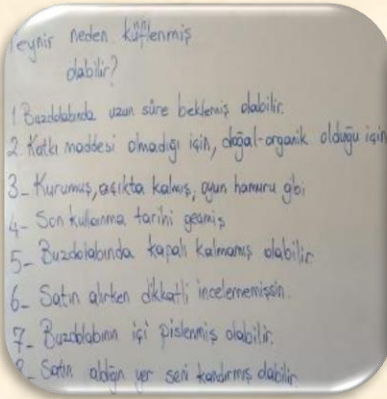 Peynir neden küflenmiş
olabilir?
1 Buzdolabında uzun süre beklemiş olabilir.
2. Katkı maddesi olmadığı için, doğal-organik olduğu için
3- Kurumuş, açıkta kalmış, oyun hamuru gibi
4- Son kullanma tarihi geçmiş
5- Buzdolabında kapalı kalmamış olabilir
6- Satın alırken dikkatli incelememişsin.
7- Buzdolabının içi pislenmiş olabilir.
8- Satın aldığın yer seni kandırmış olabilir.